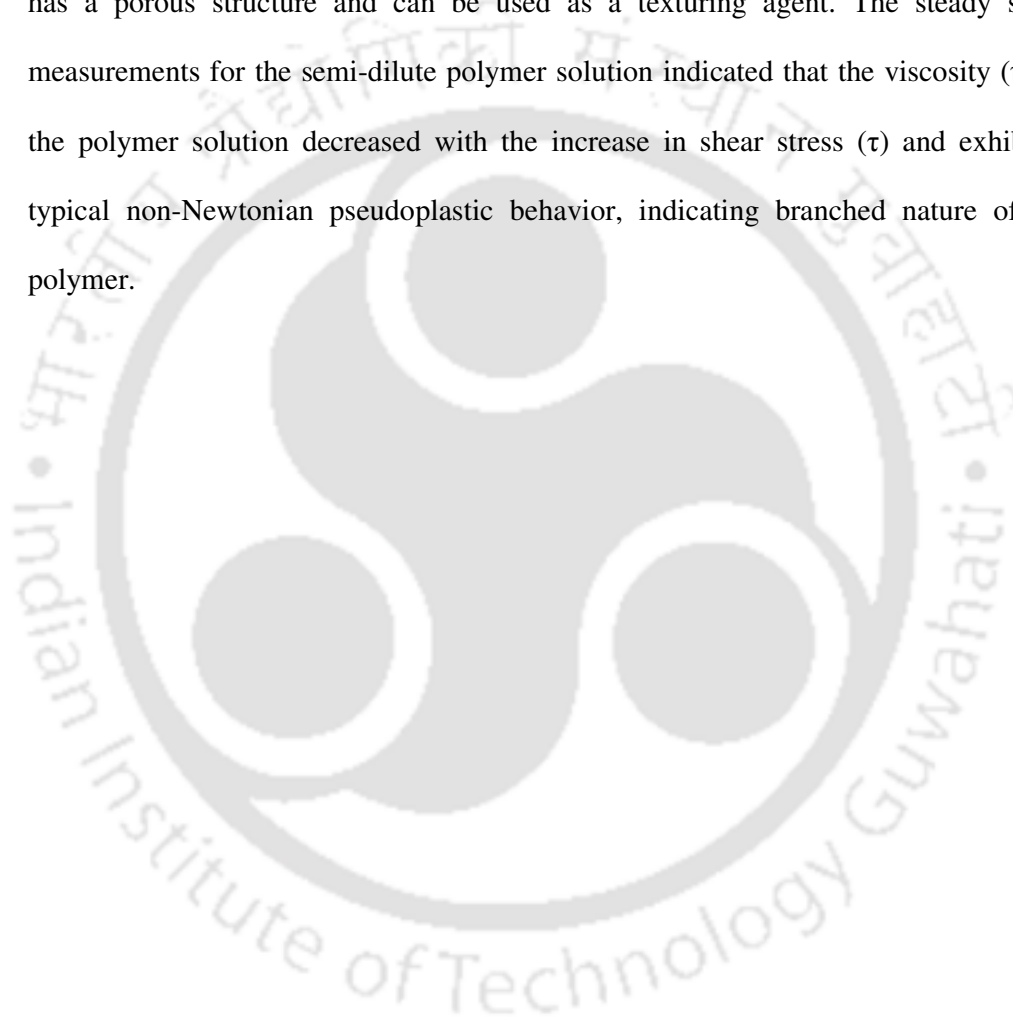 has a porous structure and can be used as a texturing agent. The steady
measurements for the semi-dilute polymer solution indicated that the viscosity
the polymer solution decreased with the increase in shear stress (τ) and
typical non-Newtonian pseudoplastic behavior, indicating branched nature of
polymer.
Indian Institute of Technology Guwahati